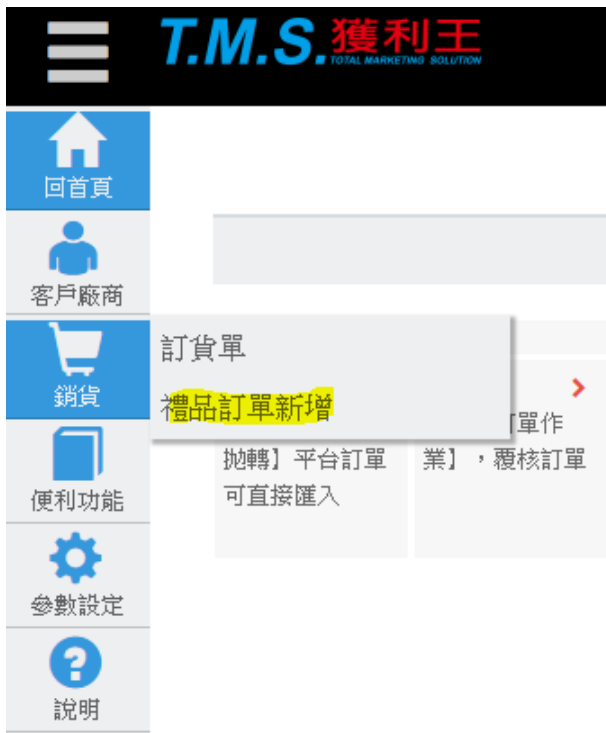 T.M.S.獲利王
TOTAL MARKETING SOLUTION
回首頁
客戶廠商
銷貨
訂貨單
禮品訂單新增
訂單作
拋轉】平台訂單
業】，覆核訂單
可直接匯入
便利功能
參數設定
說明